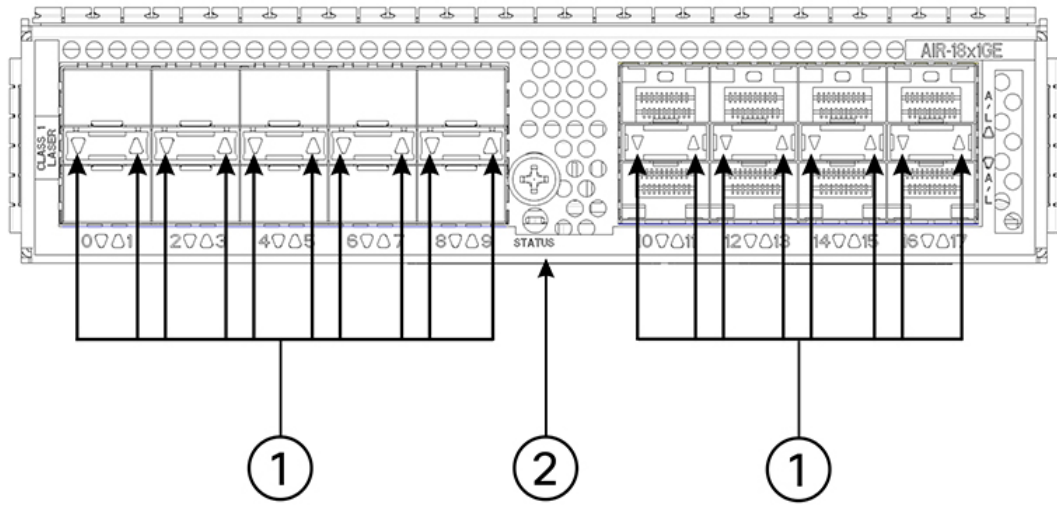 AIR-18x1GE
CLASS 1
LASER
A/L
A/L
0▽△1 2▽△3 4▽△5 6▽△7 8▽△9 STATUS 10▽△11 12▽△13 14▽△15 16▽△17
1 2 1